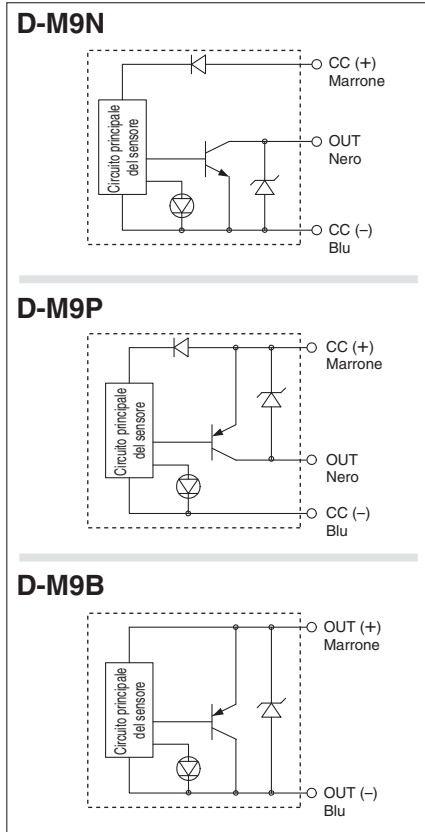 D-M9N
CC (+)
Marrone
Circuito principale
del sensore
OUT
Nero
CC (–)
Blu
D-M9P
CC (+)
Marrone
Circuito principale
del sensore
OUT
Nero
CC (–)
Blu
D-M9B
OUT (+)
Marrone
Circuito principale
del sensore
OUT (–)
Blu